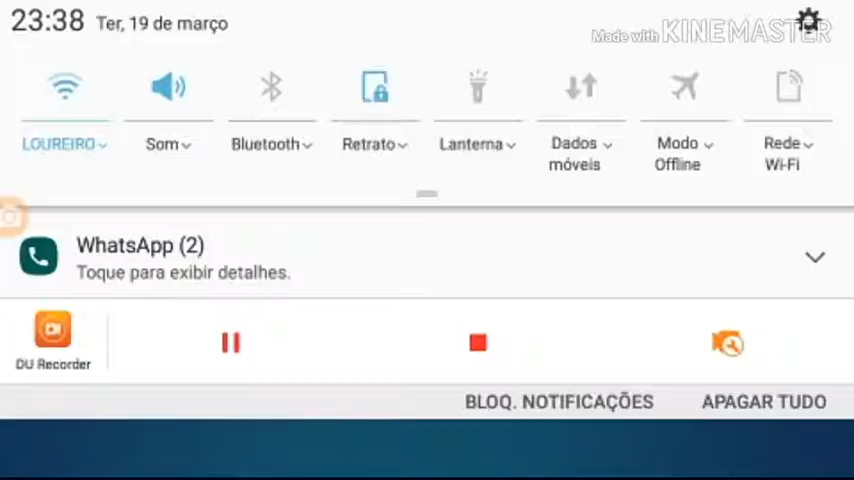 23:38 Ter, 19 de março
Made with KINEMASTER
LOUREIRO Som Bluetooth Retrato Lanterna Dados móveis Modo Offline Rede Wi-Fi
WhatsApp (2)
Toque para exibir detalhes.
DU Recorder
BLOQ. NOTIFICAÇÕES APAGAR TUDO